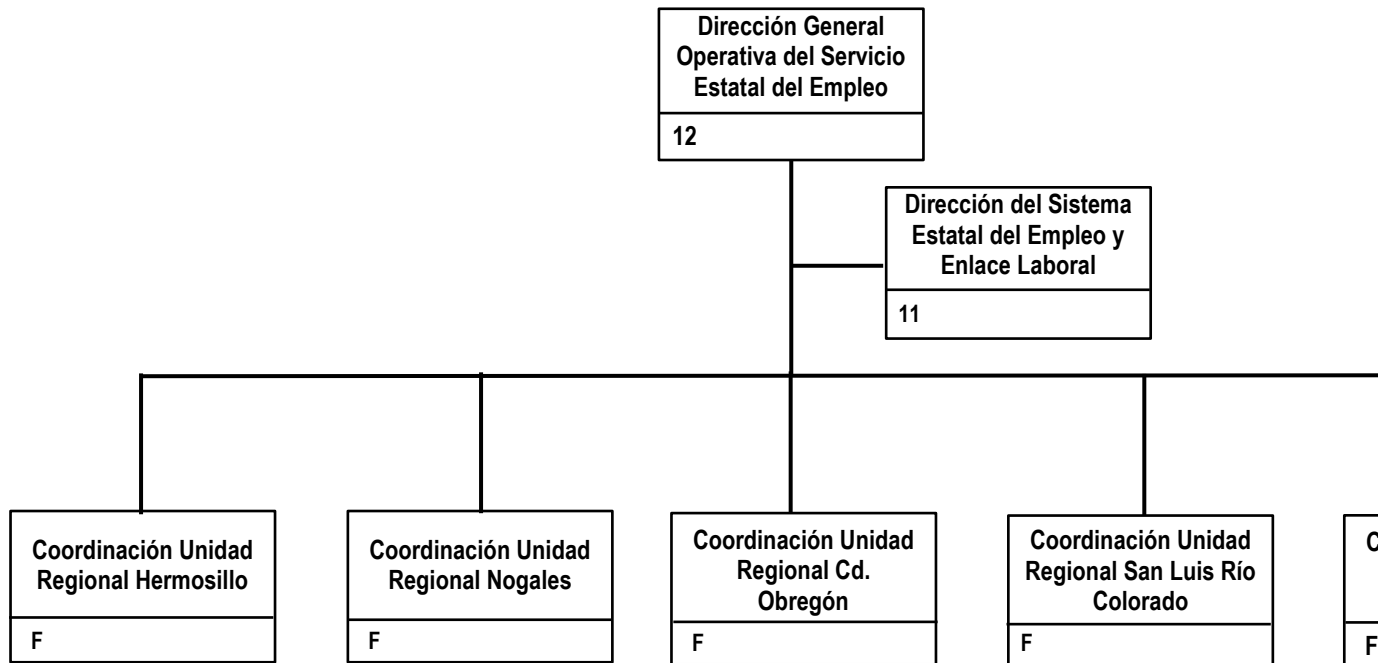 Dirección General
Operativa del Servicio
Estatal del Empleo
12
Dirección del Sistema
Estatal del Empleo y
Enlace Laboral
11
Coordinación Unidad
Regional Hermosillo
F
Coordinación Unidad
Regional Nogales
F
Coordinación Unidad
Regional Cd.
Obregón
F
Coordinación Unidad
Regional San Luis Río
Colorado
F
C
F